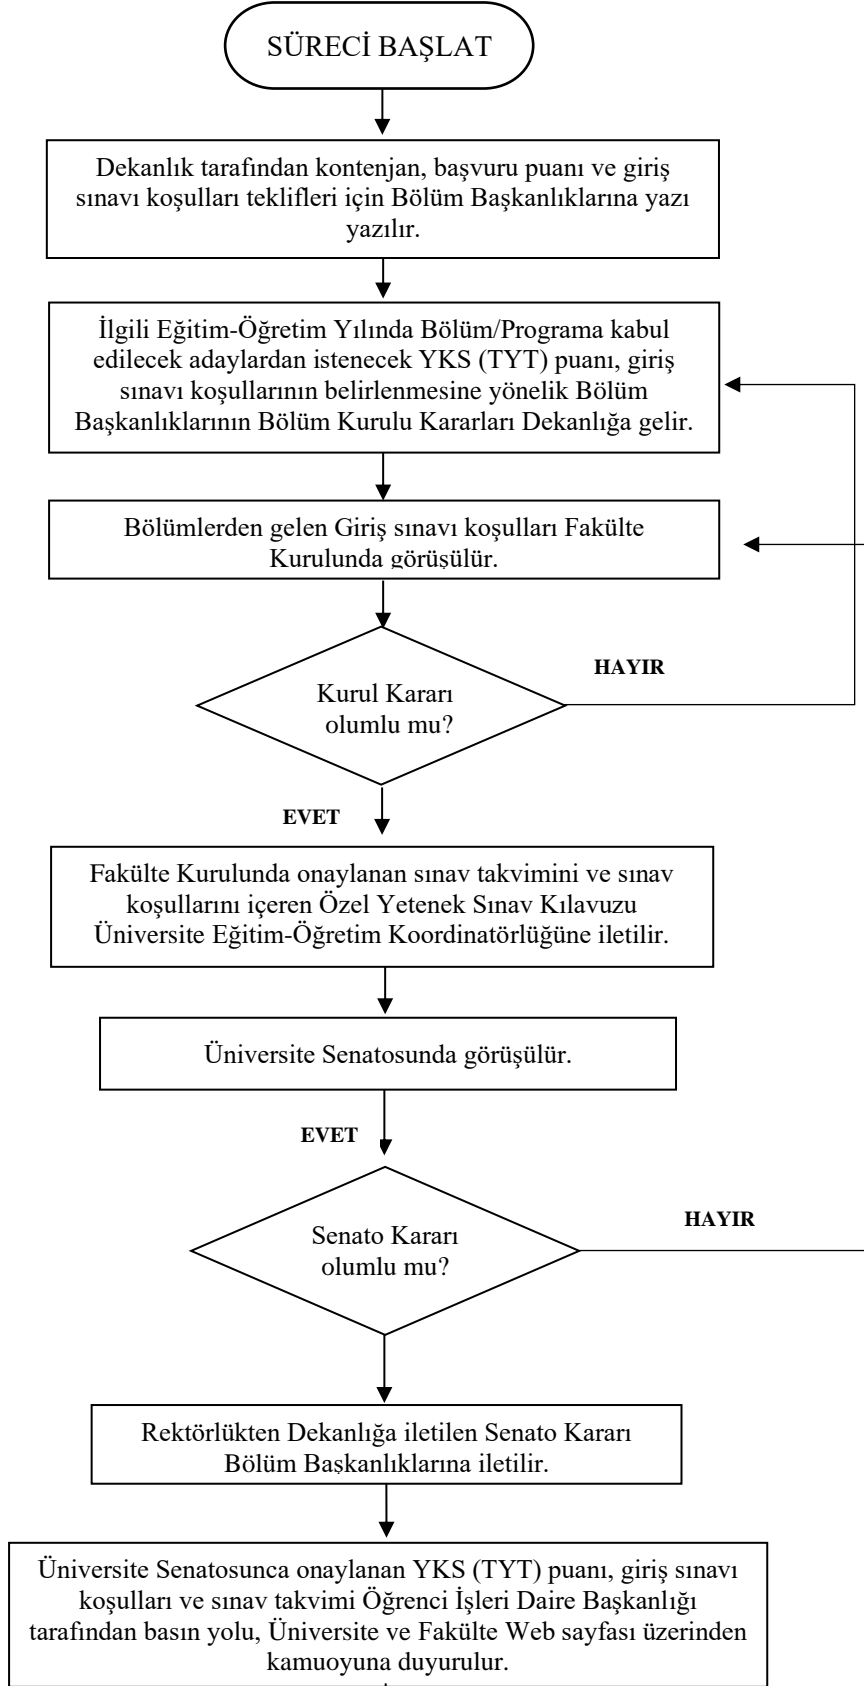 SÜRECİ BAŞLAT
Dekanlık tarafından kontenjan, başvuru puanı ve giriş
sınavı koşulları teklifleri için Bölüm Başkanlıklarına yazı
yazılır.
İlgili Eğitim-Öğretim Yılında Bölüm/Programa kabul
edilecek adaylardan istenecek YKS (TYT) puanı, giriş
sınavı koşullarının belirlenmesine yönelik Bölüm
Başkanlıklarının Bölüm Kurulu Kararları Dekanlığa gelir.
Bölümlerden gelen Giriş sınavı koşulları Fakülte
Kurulunda görüşülür.
HAYIR
Kurul Kararı
olumlu mu?
EVET
Fakülte Kurulunda onaylanan sınav takvimini ve sınav
koşullarını içeren Özel Yetenek Sınav Kılavuzu
Üniversite Eğitim-Öğretim Koordinatörlüğüne iletilir.
Üniversite Senatosunda görüşülür.
EVET
HAYIR
Senato Kararı
olumlu mu?
Rektörlükten Dekanlığa iletilen Senato Kararı
Bölüm Başkanlıklarına iletilir.
Üniversite Senatosunca onaylanan YKS (TYT) puanı, giriş sınavı
koşulları ve sınav takvimi Öğrenci İşleri Daire Başkanlığı
tarafından basın yolu, Üniversite ve Fakülte Web sayfası üzerinden
kamuoyuna duyurulur.